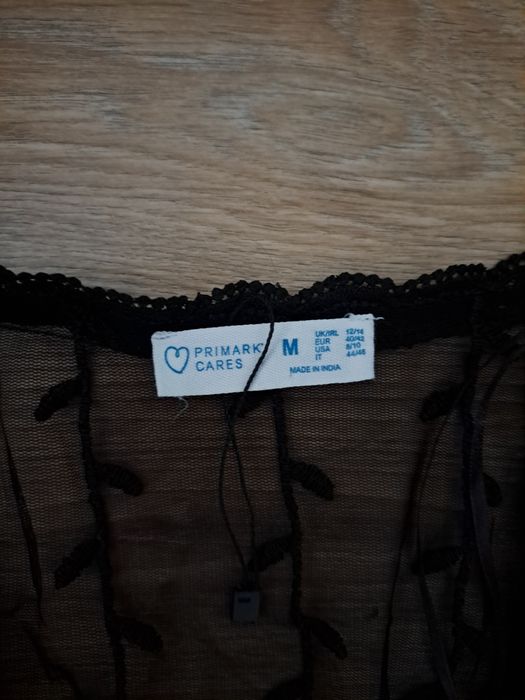 PRIMARK
CARES
M
UK/IRL 12/14
EUR 40/42
USA 8/10
IT 44/46
MADE IN INDIA